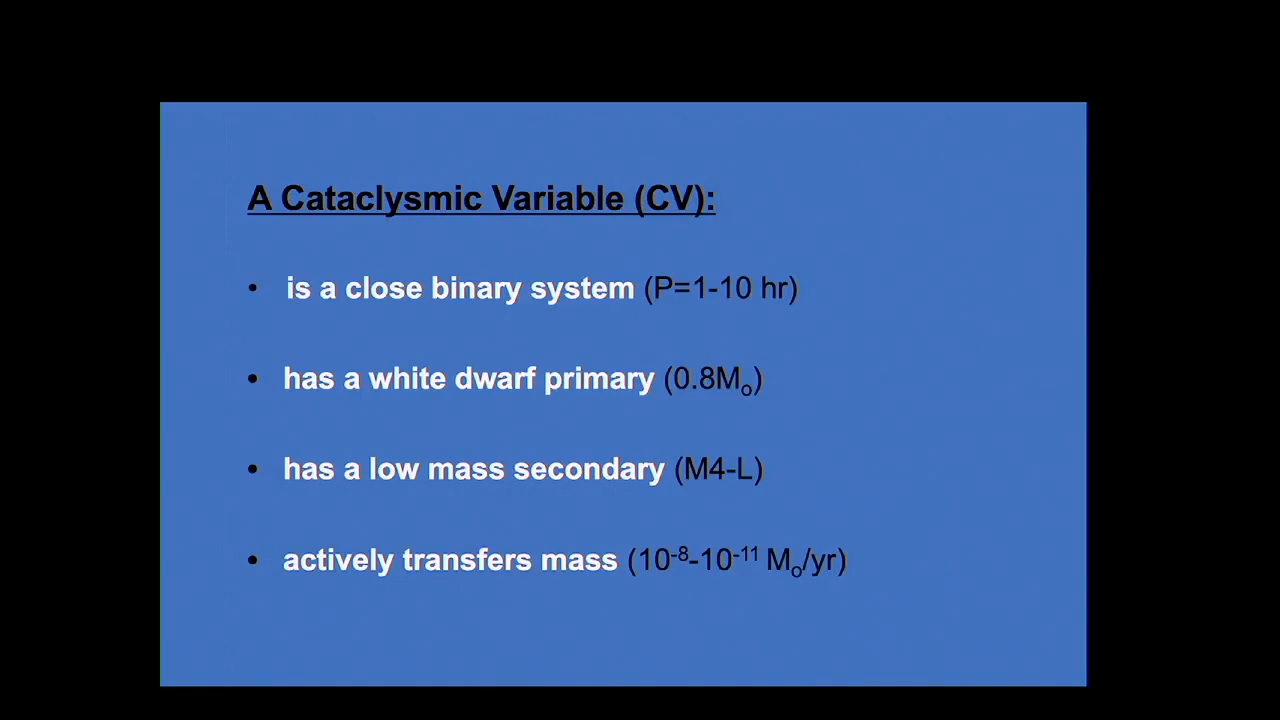 A Cataclysmic Variable (CV):
• is a close binary system (P=1-10 hr)
• has a white dwarf primary (0.8Mₒ)
• has a low mass secondary (M4-L)
• actively transfers mass (10⁻⁸-10⁻¹¹ Mₒ/yr)